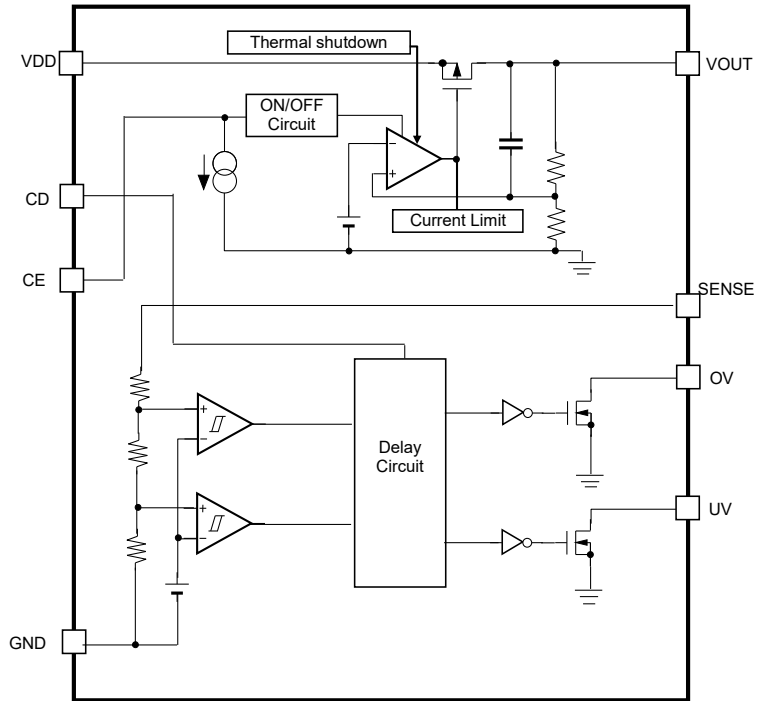 Thermal shutdown
VDD
VOUT
ON/OFF
Circuit
−
+
CD
Current Limit
CE
SENSE
OV
+
−
Delay
Circuit
+
−
UV
GND